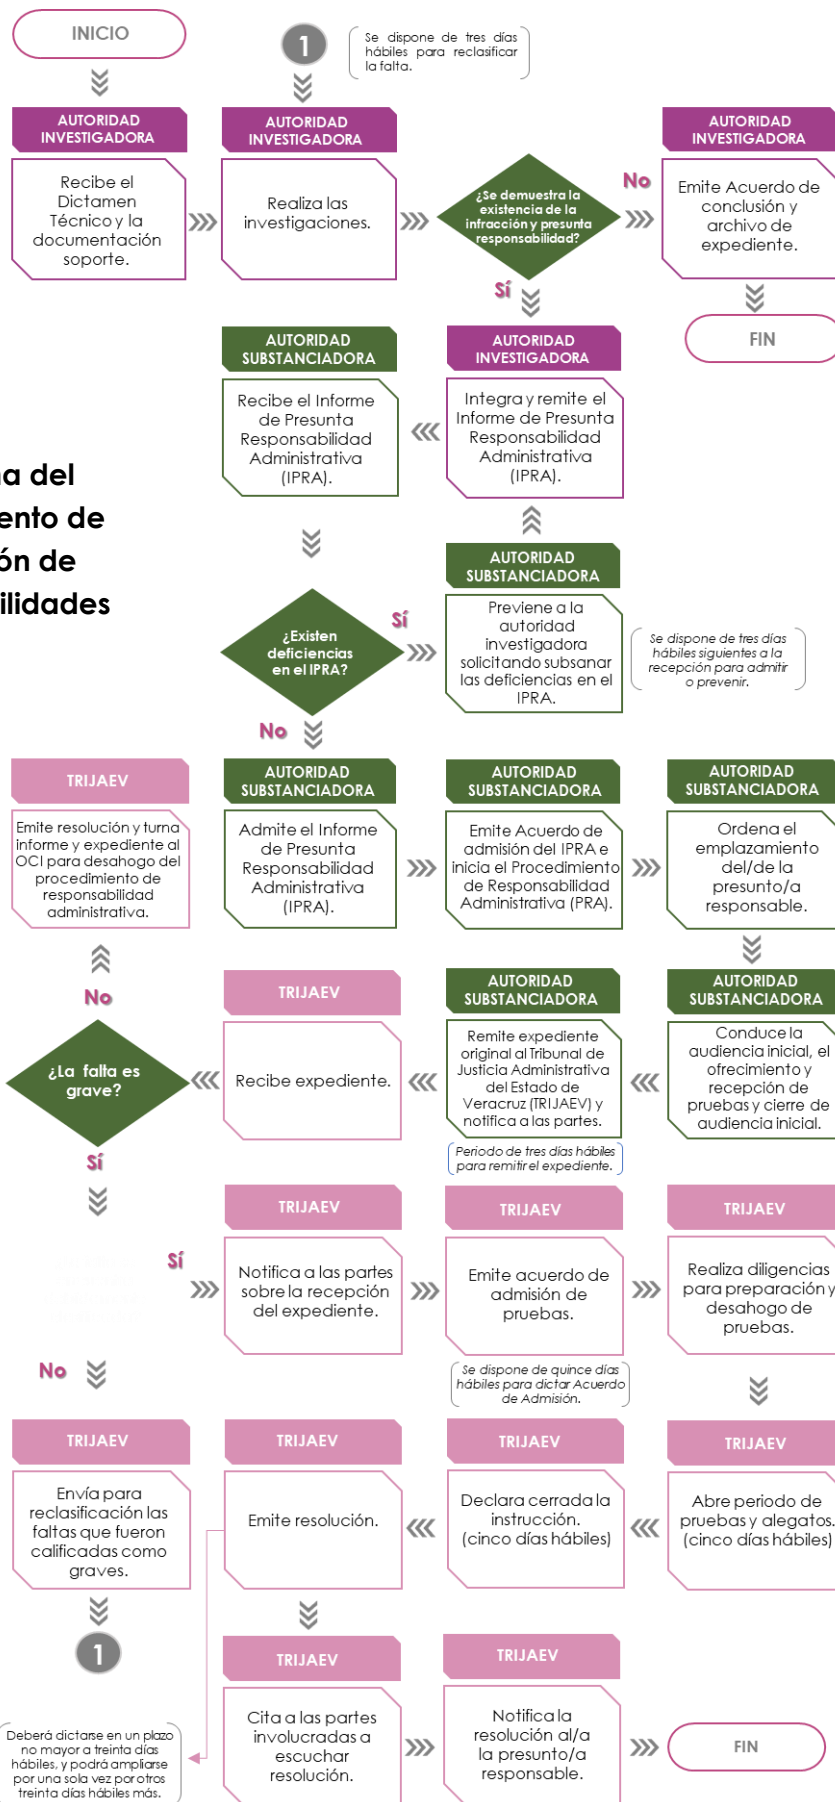 INICIO
1
Se dispone de tres días
hábiles para reclasificar
la falta.
AUTORIDAD
INVESTIGADORA
Recibe el
Dictamen
Técnico y la
documentación
soporte.
AUTORIDAD
INVESTIGADORA
Realiza las
investigaciones.
¿Se demuestra la
existencia de la
infracción y presunta
responsabilidad?
No
Sí
AUTORIDAD
INVESTIGADORA
Emite Acuerdo de
conclusión y
archivo de
expediente.
FIN
AUTORIDAD
SUBSTANCIADORA
Recibe el Informe
de Presunta
Responsabilidad
Administrativa
(IPRA).
AUTORIDAD
INVESTIGADORA
Integra y remite el
Informe de Presunta
Responsabilidad
Administrativa
(IPRA).
a del
ento de
ón de
ilidades
¿Existen
deficiencias
en el IPRA?
Sí
No
AUTORIDAD
SUBSTANCIADORA
Previene a la
autoridad
investigadora
solicitando subsanar
las deficiencias en el
IPRA.
Se dispone de tres días
hábiles siguientes a la
recepción para admitir
o prevenir.
TRIJAEV
Emite resolución y turna
informe y expediente al
OCI para desahogo del
procedimiento de
responsabilidad
administrativa.
AUTORIDAD
SUBSTANCIADORA
Admite el Informe
de Presunta
Responsabilidad
Administrativa
(IPRA).
AUTORIDAD
SUBSTANCIADORA
Emite Acuerdo de
admisión del IPRA e
inicia el Procedimiento
de Responsabilidad
Administrativa (PRA).
AUTORIDAD
SUBSTANCIADORA
Ordena el
emplazamiento
del/de la
presunto/a
responsable.
No
¿La falta es
grave?
Sí
TRIJAEV
Recibe expediente.
AUTORIDAD
SUBSTANCIADORA
Remite expediente
original al Tribunal de
Justicia Administrativa
del Estado de
Veracruz (TRIJAEV) y
notifica a las partes.
Periodo de tres días hábiles
para remitir el expediente.
AUTORIDAD
SUBSTANCIADORA
Conduce la
audiencia inicial, el
ofrecimiento y
recepción de
pruebas y cierre de
audiencia inicial.
Sí
No
TRIJAEV
Notifica a las partes
sobre la recepción
del expediente.
TRIJAEV
Emite acuerdo de
admisión de
pruebas.
Se dispone de quince días
hábiles para dictar Acuerdo
de Admisión.
TRIJAEV
Realiza diligencias
para preparación y
desahogo de
pruebas.
TRIJAEV
Envía para
reclasificación las
faltas que fueron
calificadas como
graves.
1
TRIJAEV
Emite resolución.
TRIJAEV
Declara cerrada la
instrucción.
(cinco días hábiles)
TRIJAEV
Abre periodo de
pruebas y alegatos.
(cinco días hábiles)
Deberá dictarse en un plazo
no mayor a treinta días
hábiles, y podrá ampliarse
por una sola vez por otros
treinta días hábiles más.
TRIJAEV
Cita a las partes
involucradas a
escuchar
resolución.
TRIJAEV
Notifica la
resolución al/a
la presunto/a
responsable.
FIN